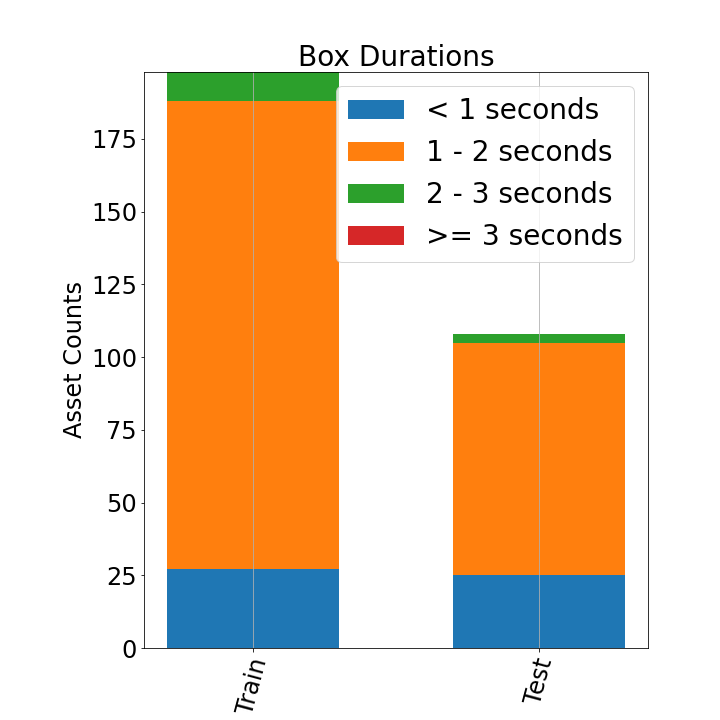 Box Durations
< 1 seconds
1 - 2 seconds
2 - 3 seconds
>= 3 seconds
Asset Counts
175
150
125
100
75
50
25
0
Train
Test